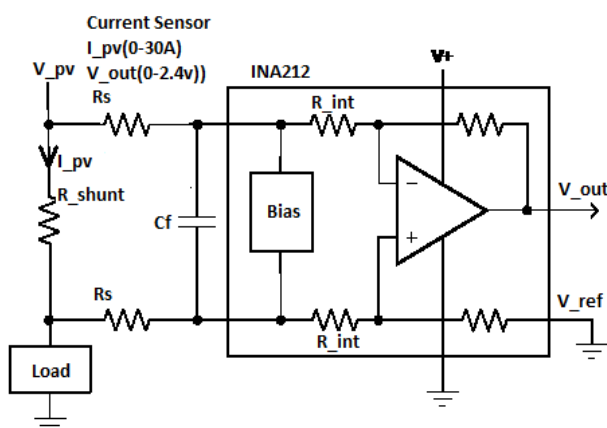 Current Sensor
I_pv(0-30A)
V_out(0-2.4v))
V_pv
Rs
INA212
V+
R_int
I_pv
R_shunt
Cf
Bias
−
+
V_out
Rs
R_int
V_ref
Load